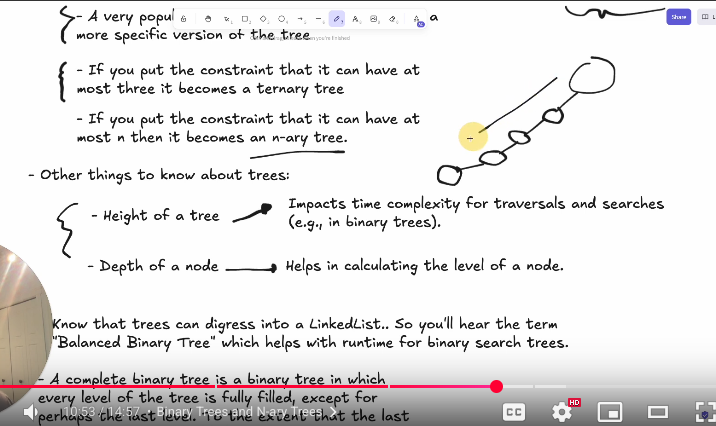 - A very popul
a
more specific version of the tree
Share
- If you put the constraint that it can have at
most three it becomes a ternary tree
- If you put the constraint that it can have at
most n then it becomes an n-ary tree.
- Other things to know about trees:
- Height of a tree
Impacts time complexity for traversals and searches
(e.g., in binary trees).
- Depth of a node
Helps in calculating the level of a node.
Know that trees can digress into a LinkedList.. So you'll hear the term
"Balanced Binary Tree" which helps with runtime for binary search trees.
- A complete binary tree is a binary tree in which
every level of the tree is fully filled, except for
perhaps the last level. To the extent that the last
10:53 / 14:57 • Binary Trees and N-ary Trees
CC
HD